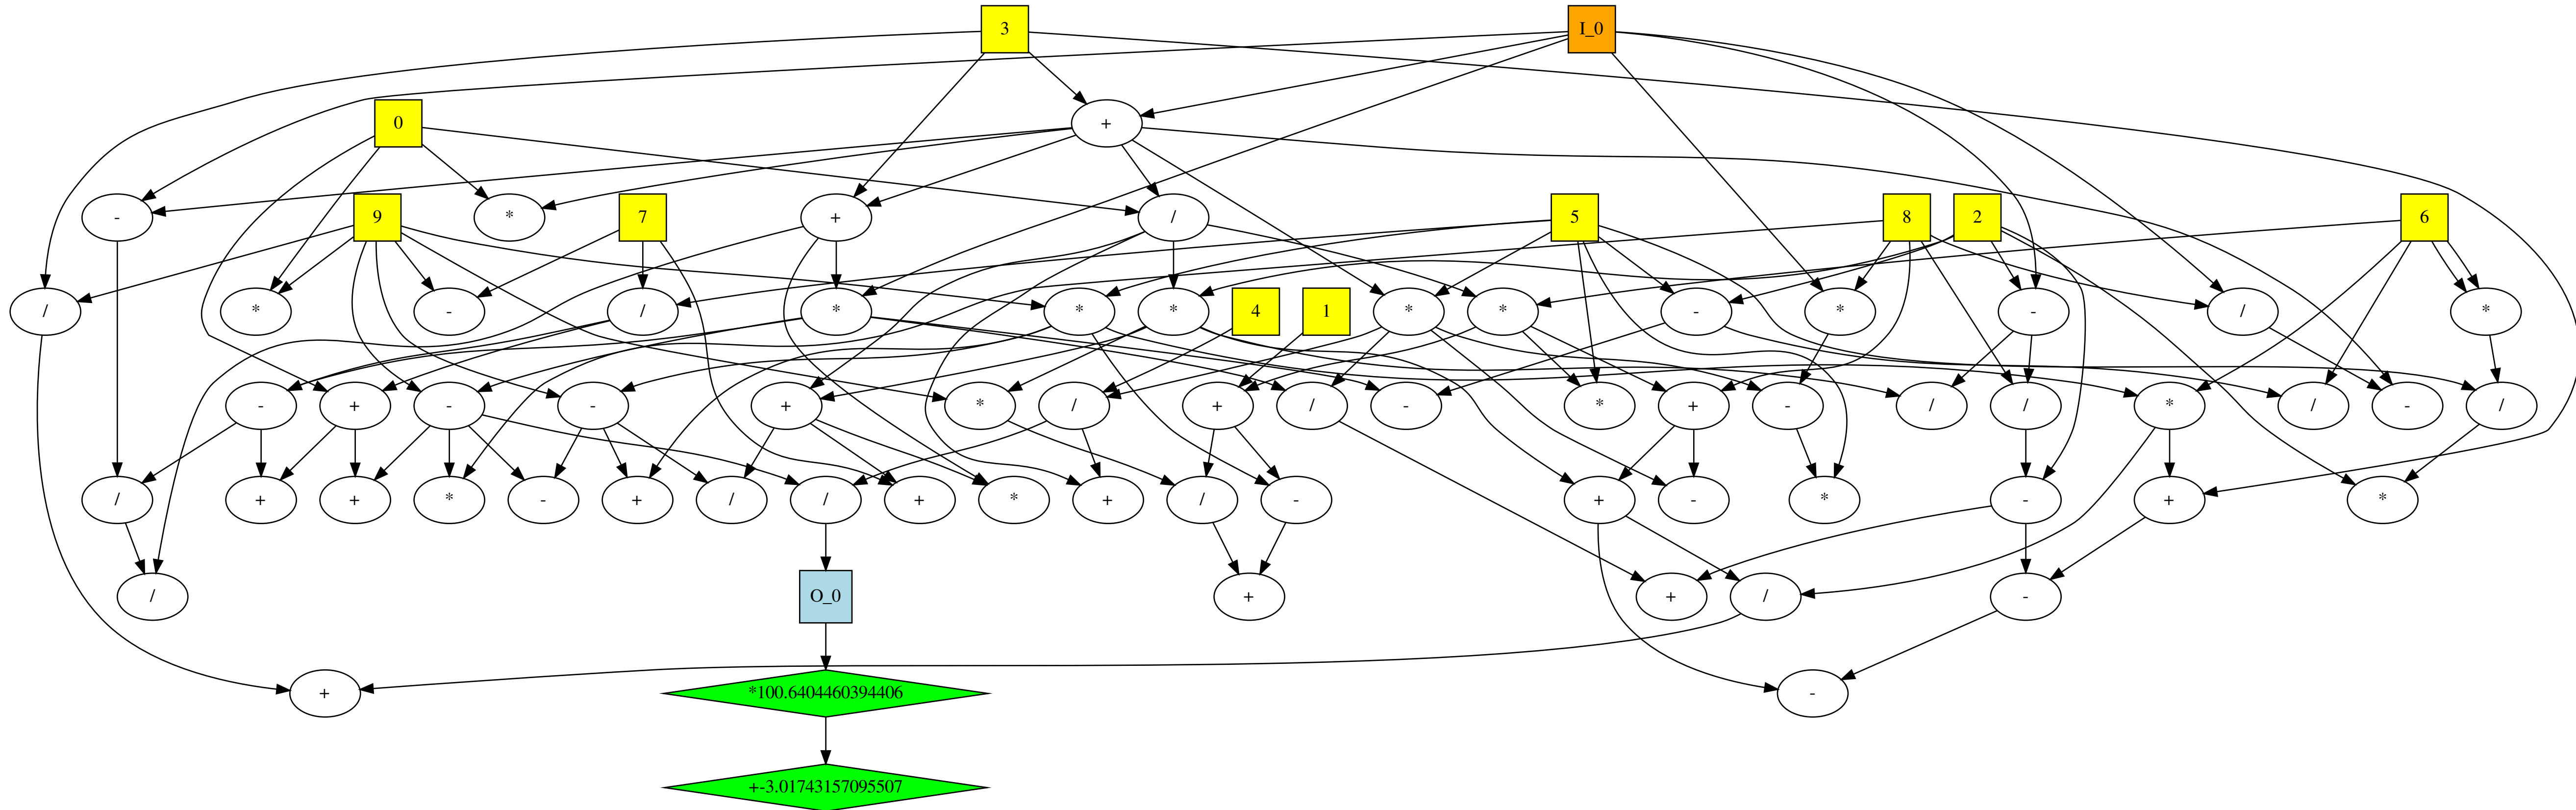 3 I_0
0 +
- 9 * 7 + / 5 8 2 6
/ * - / * * * 4 1 * * - * - / *
- + - - + * / + / - * + - / / * / - /
/ + + * - + / / + * + / - + - * - + *
/ O_0 + + / -
+ *100.6404460394406 -
+-3.01743157095507